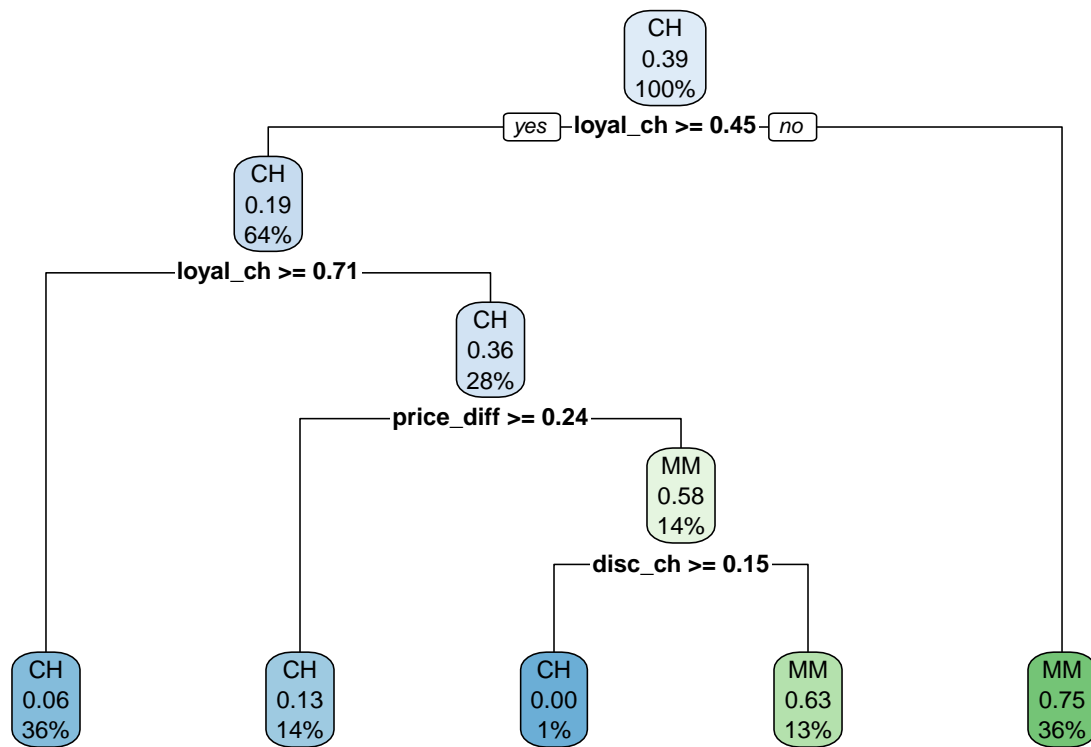 CH
0.39
100%
yes loyal_ch >= 0.45 no
CH
0.19
64%
loyal_ch >= 0.71
CH
0.36
28%
price_diff >= 0.24
MM
0.58
14%
disc_ch >= 0.15
CH
0.06
36%
CH
0.13
14%
CH
0.00
1%
MM
0.63
13%
MM
0.75
36%